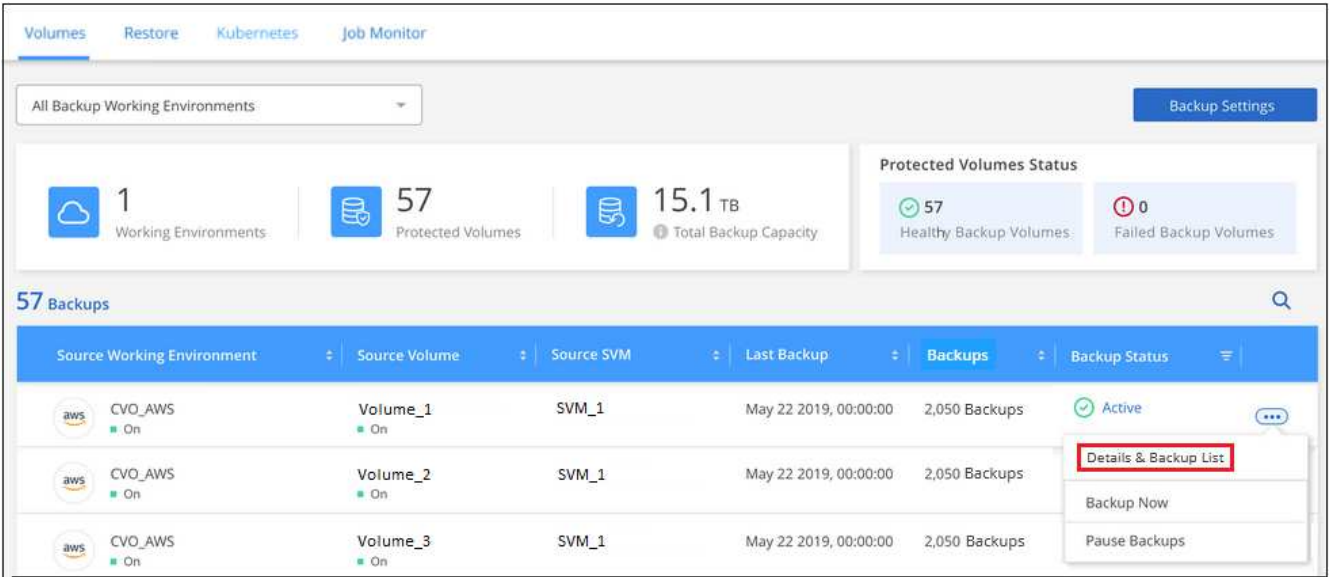 Volumes Restore Kubernetes Job Monitor
All Backup Working Environments
Backup Settings
1
Working Environments
57
Protected Volumes
15.1 TB
Total Backup Capacity
Protected Volumes Status
57
Healthy Backup Volumes
0
Failed Backup Volumes
57 Backups
Source Working Environment Source Volume Source SVM Last Backup Backups Backup Status
aws CVO_AWS Volume_1 SVM_1 May 22 2019, 00:00:00 2,050 Backups Active
On On
Details & Backup List
aws CVO_AWS Volume_2 SVM_1 May 22 2019, 00:00:00 2,050 Backups
On On
Backup Now
aws CVO_AWS Volume_3 SVM_1 May 22 2019, 00:00:00 2,050 Backups
On On
Pause Backups